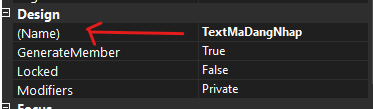 Design
(Name) TextMaDangNhap
GenerateMember True
Locked False
Modifiers Private
Focus